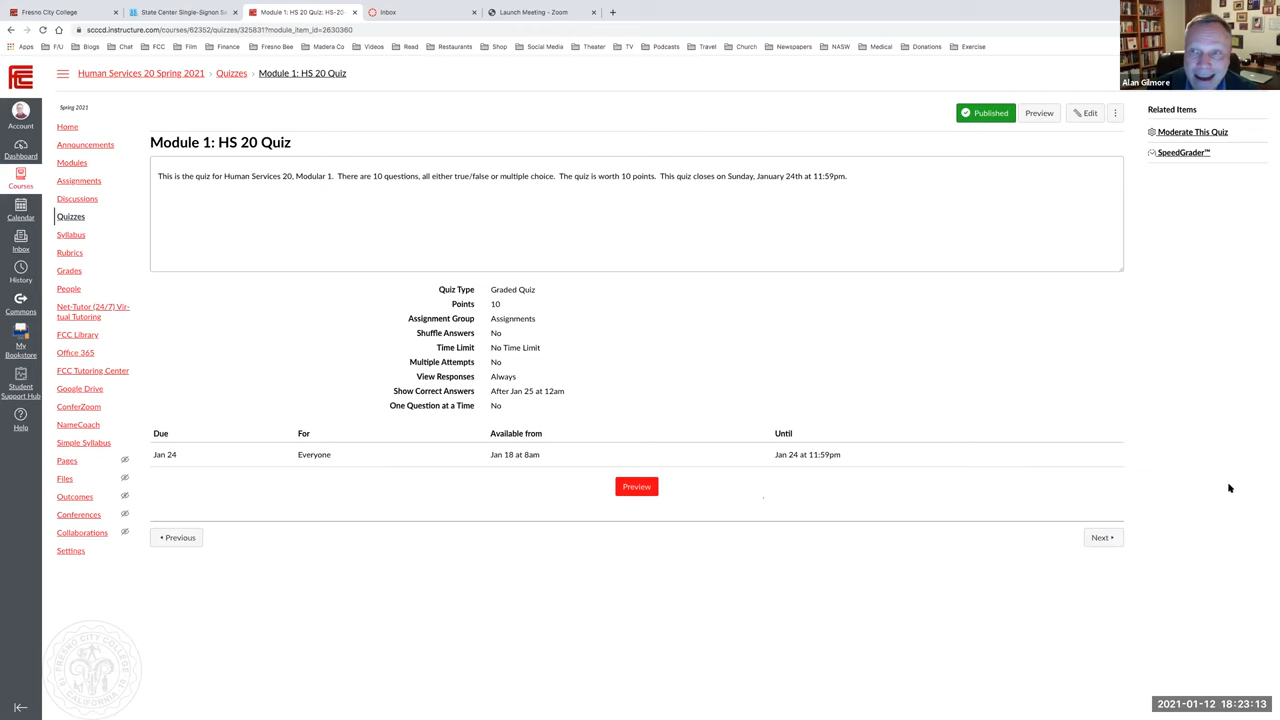 Fresno City College
State Center Single-Signon Se
Module 1: HS 20 Quiz: HS-20-
Inbox
Launch Meeting - Zoom
scccd.instructure.com/courses/62352/quizzes/325831?module_item_id=2630360
Apps F/U Blogs Chat FCC Film Finance Fresno Bee Madera Co Videos Read Restaurants Shop Social Media Theater TV Podcasts Travel Church Newspapers NASW Medical Donations Exercise
Alan Gilmore
FCC
Human Services 20 Spring 2021 › Quizzes › Module 1: HS 20 Quiz
Account
Dashboard
Courses
Calendar
Inbox
History
Commons
My
Bookstore
Student
Support Hub
Help
Spring 2021
Home
Announcements
Modules
Assignments
Discussions
Quizzes
Syllabus
Rubrics
Grades
People
Net-Tutor (24/7) Vir-
tual Tutoring
FCC Library
Office 365
FCC Tutoring Center
Google Drive
ConferZoom
NameCoach
Simple Syllabus
Pages
Files
Outcomes
Conferences
Collaborations
Settings
Published Preview Edit
Module 1: HS 20 Quiz
This is the quiz for Human Services 20, Modular 1. There are 10 questions, all either true/false or multiple choice. The quiz is worth 10 points. This quiz closes on Sunday, January 24th at 11:59pm.
Quiz Type Graded Quiz
Points 10
Assignment Group Assignments
Shuffle Answers No
Time Limit No Time Limit
Multiple Attempts No
View Responses Always
Show Correct Answers After Jan 25 at 12am
One Question at a Time No
Due For Available from Until
Jan 24 Everyone Jan 18 at 8am Jan 24 at 11:59pm
Preview
Previous
Next
Related Items
Moderate This Quiz
SpeedGrader™
FRESNO CITY COLLEGE
CALIFORNIA
2021-01-12 18:23:13